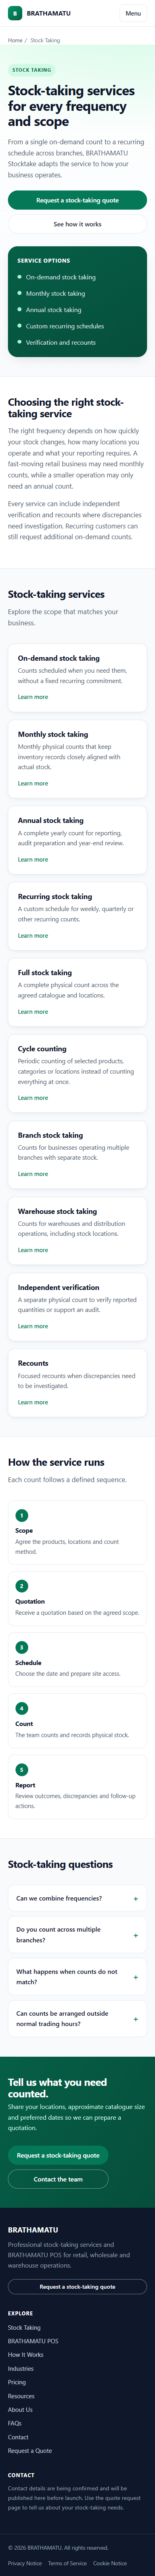 B BRATHAMATU Menu
Home / Stock Taking
STOCK TAKING
Stock-taking services
for every frequency
and scope
From a single on-demand count to a recurring
schedule across branches, BRATHAMATU
Stocktake adapts the service to how your
business operates.
Request a stock-taking quote
See how it works
SERVICE OPTIONS
On-demand stock taking
Monthly stock taking
Annual stock taking
Custom recurring schedules
Verification and recounts
Choosing the right stock-
taking service
The right frequency depends on how quickly
your stock changes, how many locations you
operate and what your reporting requires. A
fast-moving retail business may need monthly
counts, while a smaller operation may only
need an annual count.
Every service can include independent
verification and recounts where discrepancies
need investigation. Recurring customers can
still request additional on-demand counts.
Stock-taking services
Explore the scope that matches your
business.
On-demand stock taking
Counts scheduled when you need them,
without a fixed recurring commitment.
Learn more
Monthly stock taking
Monthly physical counts that keep
inventory records closely aligned with
actual stock.
Learn more
Annual stock taking
A complete yearly count for reporting,
audit preparation and year-end review.
Learn more
Recurring stock taking
A custom schedule for weekly, quarterly or
other recurring counts.
Learn more
Full stock taking
A complete physical count across the
agreed catalogue and locations.
Learn more
Cycle counting
Periodic counting of selected products,
categories or locations instead of counting
everything at once.
Learn more
Branch stock taking
Counts for businesses operating multiple
branches with separate stock.
Learn more
Warehouse stock taking
Counts for warehouses and distribution
operations, including stock locations.
Learn more
Independent verification
A separate physical count to verify reported
quantities or support an audit.
Learn more
Recounts
Focused recounts when discrepancies need
to be investigated.
Learn more
How the service runs
Each count follows a defined sequence.
1
Scope
Agree the products, locations and count
method.
2
Quotation
Receive a quotation based on the agreed scope.
3
Schedule
Choose the date and prepare site access.
4
Count
The team counts and records physical stock.
5
Report
Review outcomes, discrepancies and follow-up
actions.
Stock-taking questions
Can we combine frequencies? +
Do you count across multiple
branches? +
What happens when counts do not
match? +
Can counts be arranged outside
normal trading hours? +
Tell us what you need
counted.
Share your locations, approximate catalogue size
and preferred dates so we can prepare a
quotation.
Request a stock-taking quote
Contact the team
BRATHAMATU
Professional stock-taking services and
BRATHAMATU POS for retail, wholesale and
warehouse operations.
Request a stock-taking quote
EXPLORE
Stock Taking
BRATHAMATU POS
How It Works
Industries
Pricing
Resources
About Us
FAQs
Contact
Request a Quote
CONTACT
Contact details are being confirmed and will be
published here before launch. Use the quote request
page to tell us about your stock-taking needs.
© 2026 BRATHAMATU. All rights reserved.
Privacy Notice Terms of Service Cookie Notice